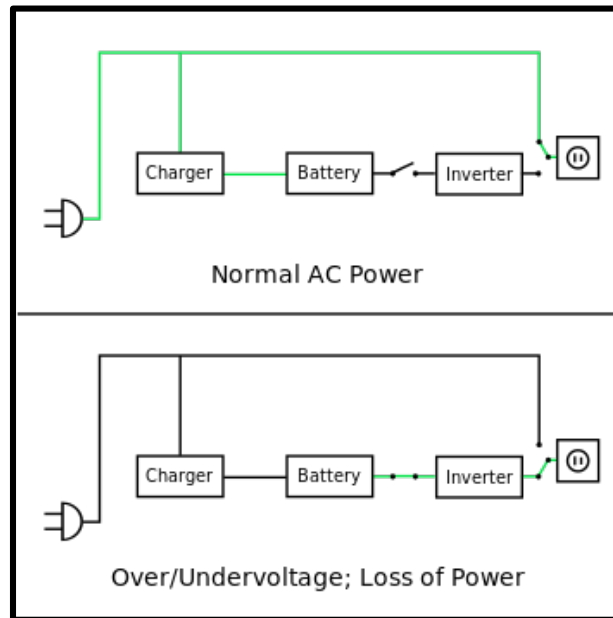 Charger
Battery
Inverter
Normal AC Power
Charger
Battery
Inverter
Over/Undervoltage; Loss of Power